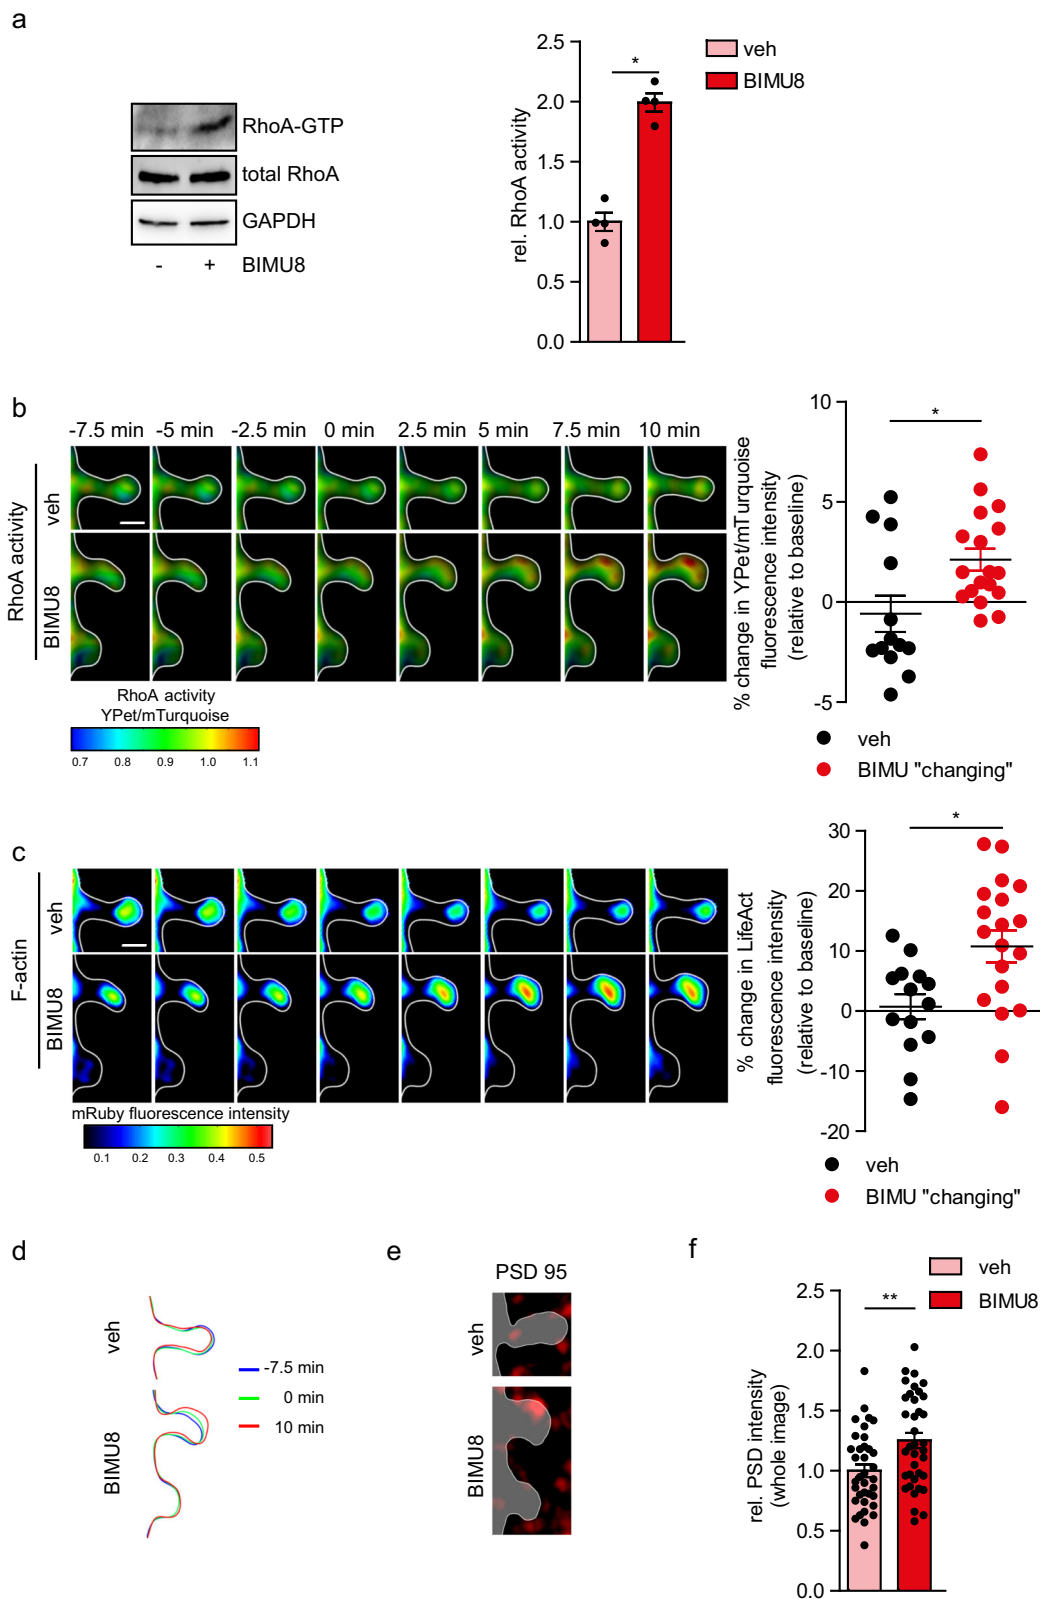 a
RhoA-GTP
total RhoA
GAPDH
- + BIMU8
rel. RhoA activity
2.5
2.0
1.5
1.0
0.5
0.0
*
veh
BIMU8
b
-7.5 min -5 min -2.5 min 0 min 2.5 min 5 min 7.5 min 10 min
RhoA activity
veh
BIMU8
RhoA activity
YPet/mTurquoise
0.7 0.8 0.9 1.0 1.1
% change in YPet/mTurquoise
fluorescence intensity
(relative to baseline)
10
5
0
-5
*
veh
BIMU "changing"
c
F-actin
veh
BIMU8
mRuby fluorescence intensity
0.1 0.2 0.3 0.4 0.5
% change in LifeAct
fluorescence intensity
(relative to baseline)
30
20
10
0
-10
-20
*
veh
BIMU "changing"
d
veh
BIMU8
-7.5 min
0 min
10 min
e
PSD 95
veh
BIMU8
f
rel. PSD intensity
(whole image)
2.5
2.0
1.5
1.0
0.5
0.0
**
veh
BIMU8